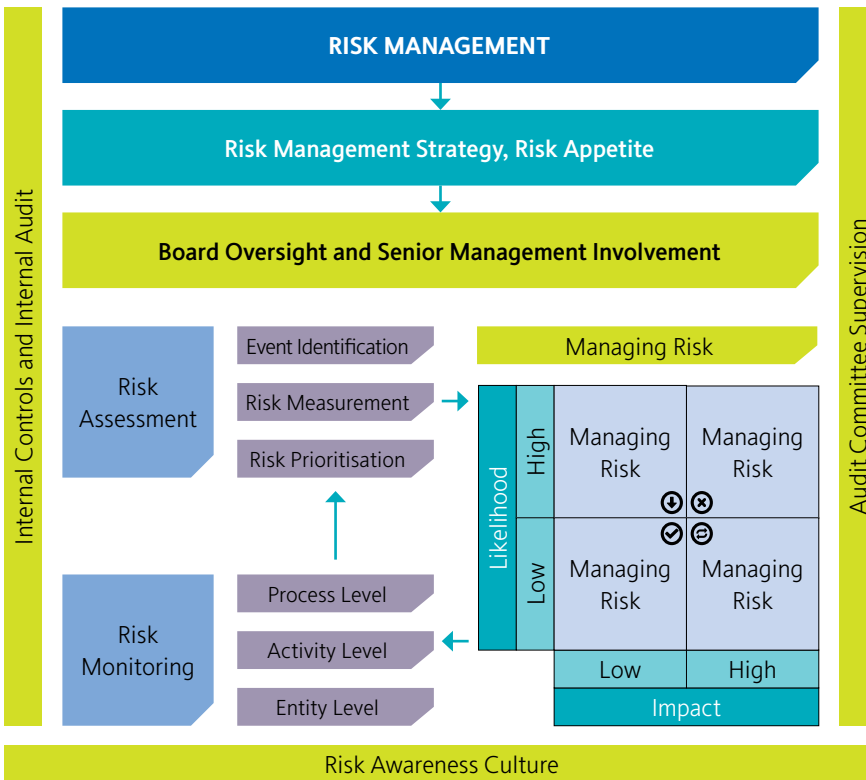 RISK MANAGEMENT
Risk Management Strategy, Risk Appetite
Board Oversight and Senior Management Involvement
Internal Controls and Internal Audit
Audit Committee Supervision
Risk
Assessment
Event Identification
Risk Measurement
Risk Prioritisation
Managing Risk
Likelihood
High
Low
Managing
Risk
Managing
Risk
Managing
Risk
Managing
Risk
Low
High
Impact
Risk
Monitoring
Process Level
Activity Level
Entity Level
Risk Awareness Culture